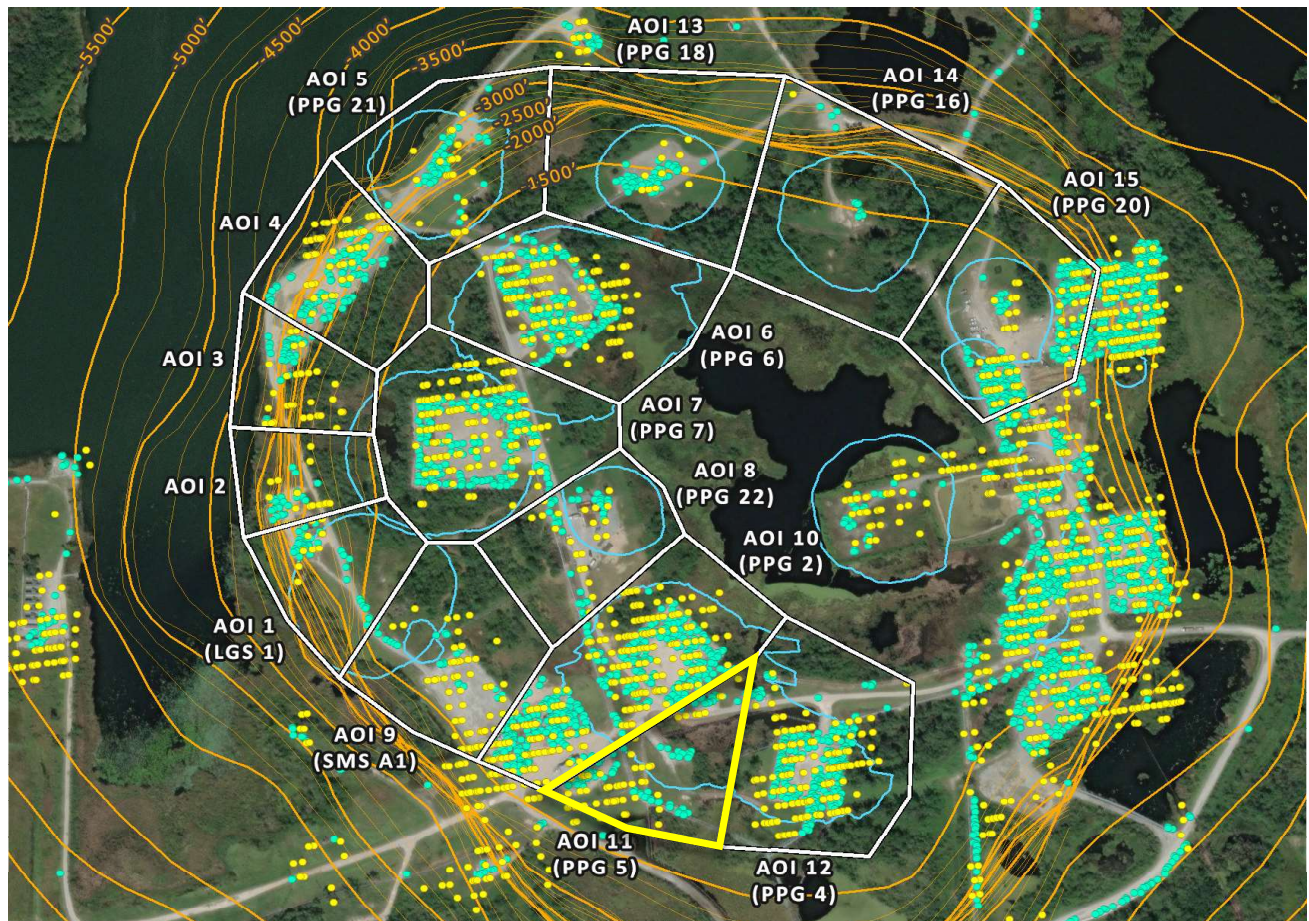 -5500'
-5000'
-4500'
-4000'
-3500'
-3000'
-2500'
-2000'
-1500'
AOI 13
(PPG 18)
AOI 5
(PPG 21)
AOI 14
(PPG 16)
AOI 15
(PPG 20)
AOI 4
AOI 3
AOI 6
(PPG 6)
AOI 7
(PPG 7)
AOI 2
AOI 8
(PPG 22)
AOI 10
(PPG 2)
AOI 1
(LGS 1)
AOI 9
(SMS A1)
AOI 11
(PPG 5)
AOI 12
(PPG 4)